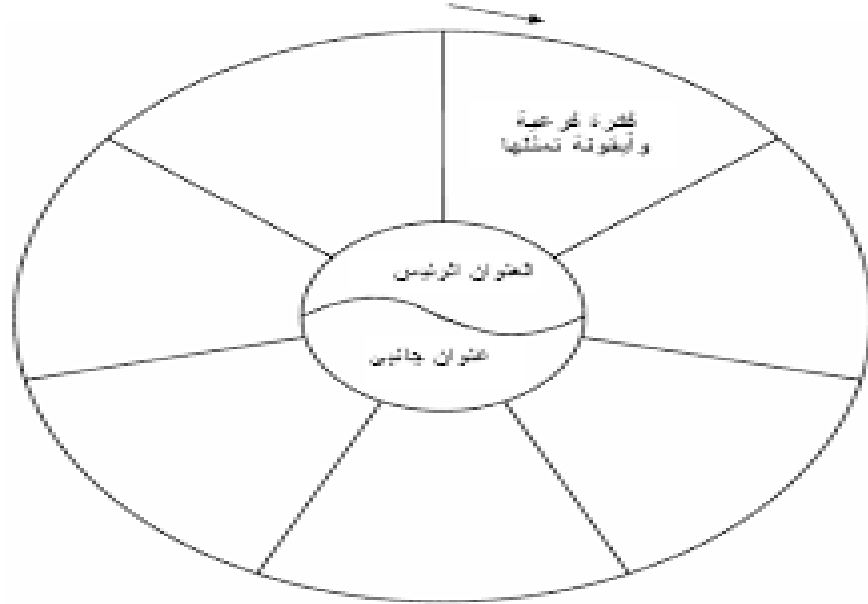 فكرة فرعية
وأيقونة تمثلها
العنوان الرئيس
عنوان جانبي